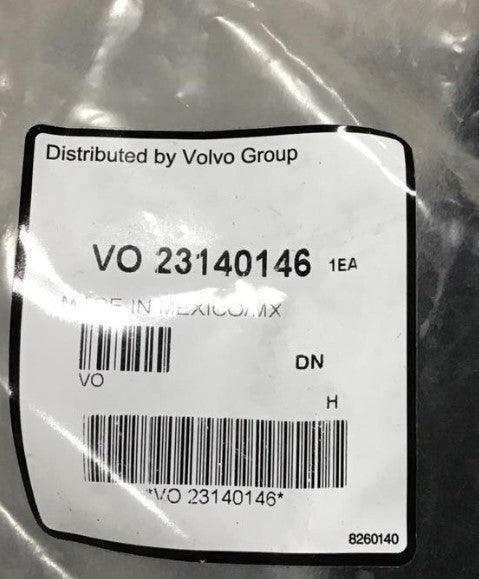 Distributed by Volvo Group
VO 23140146 1EA
MADE IN MEXICO/MX
DN
VO
H
*VO 23140146*
8260140